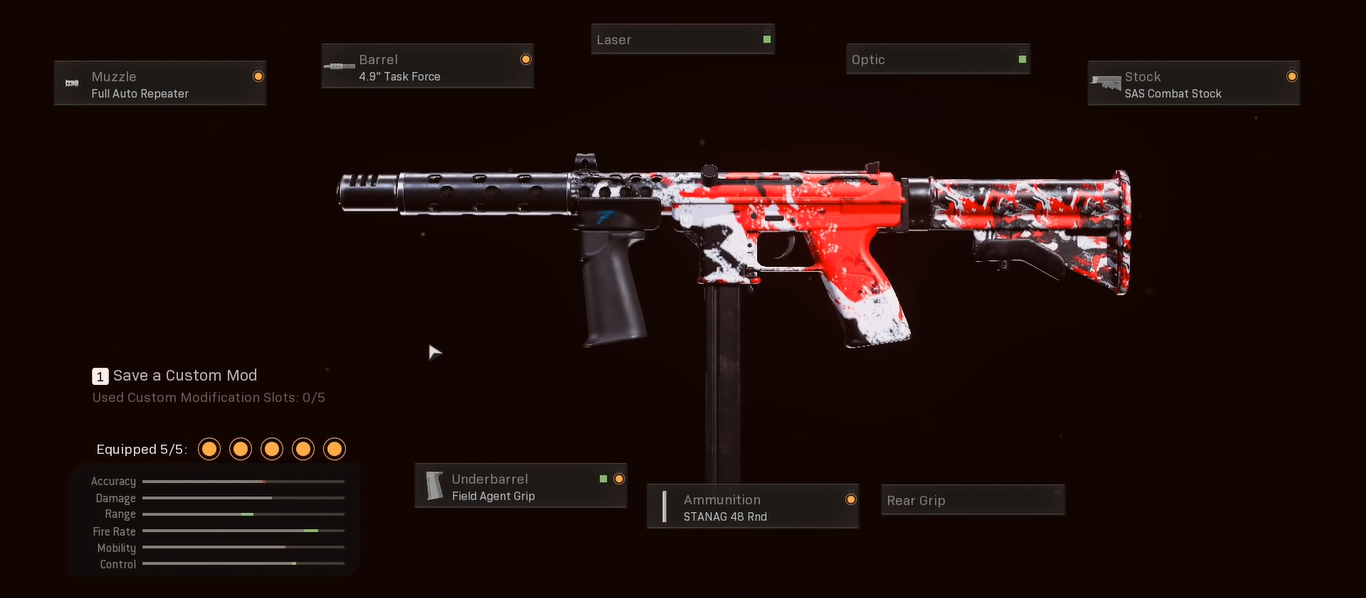 Laser
Barrel
4.9" Task Force
Optic
Muzzle
Full Auto Repeater
Stock
SAS Combat Stock
1 Save a Custom Mod
Used Custom Modification Slots: 0/5
Equipped 5/5:
Accuracy
Damage
Range
Fire Rate
Mobility
Control
Underbarrel
Field Agent Grip
Ammunition
STANAG 48 Rnd
Rear Grip